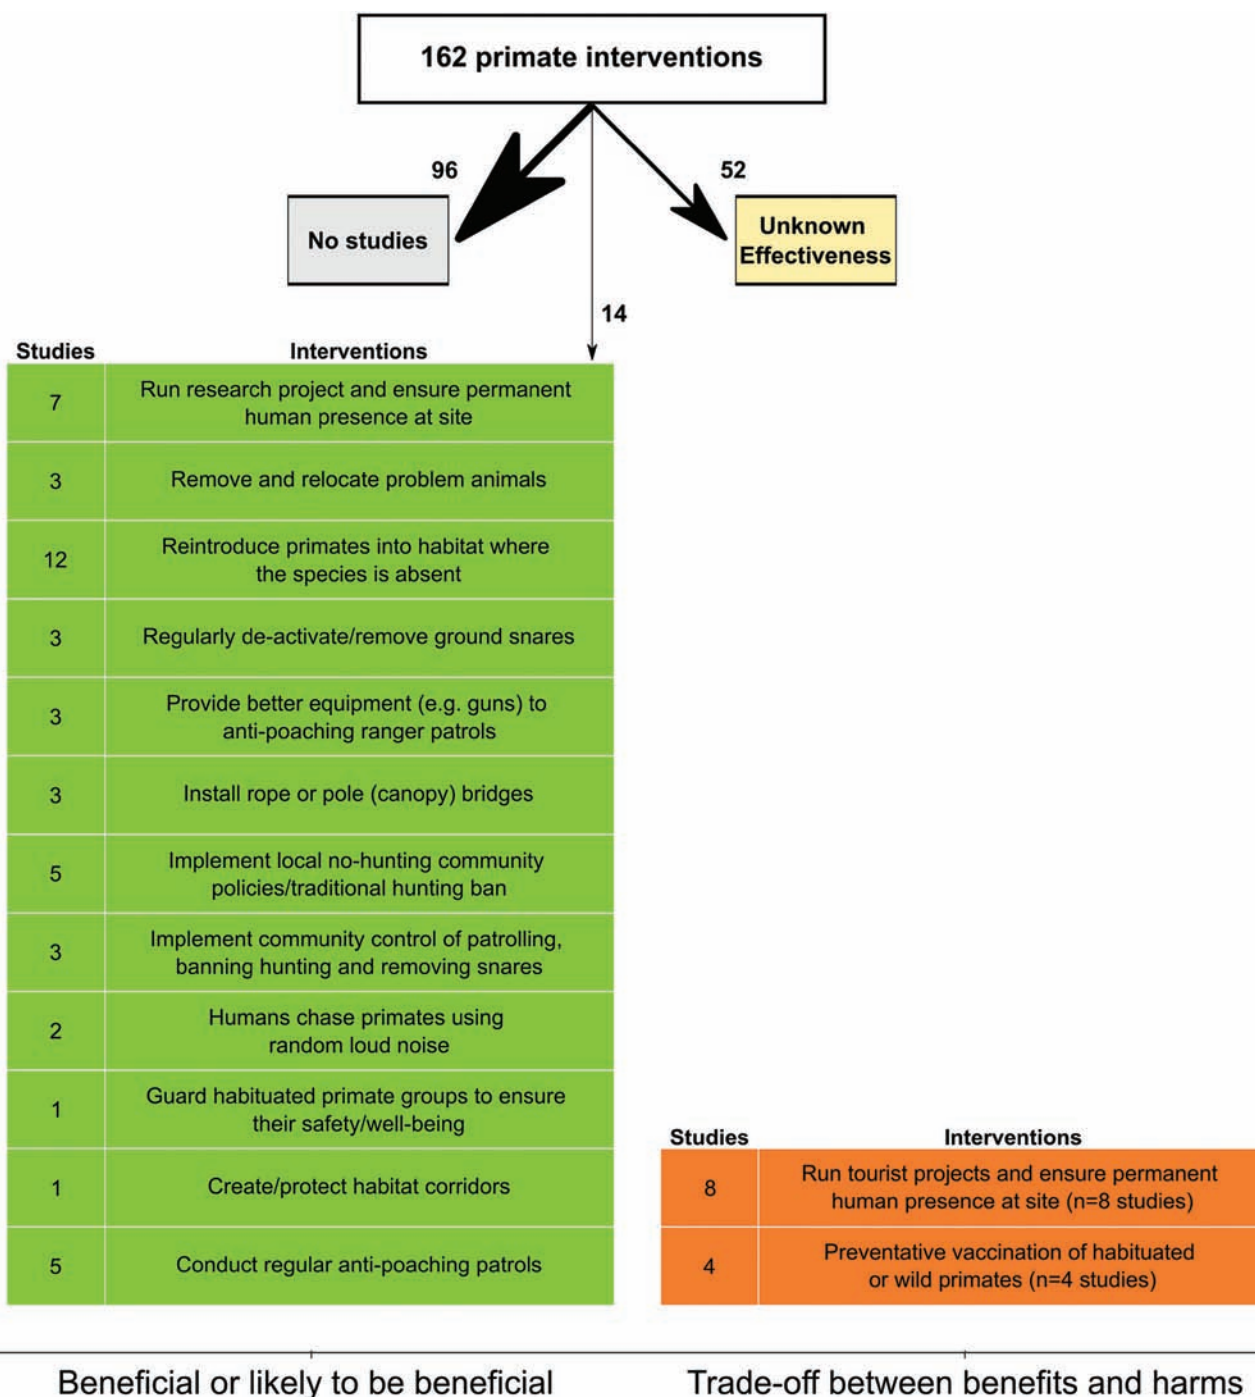 162 primate interventions
96
52
No studies
Unknown
Effectiveness
14
Studies Interventions
7
Run research project and ensure permanent
human presence at site
3
Remove and relocate problem animals
12
Reintroduce primates into habitat where
the species is absent
3
Regularly de-activate/remove ground snares
3
Provide better equipment (e.g. guns) to
anti-poaching ranger patrols
3
Install rope or pole (canopy) bridges
5
Implement local no-hunting community
policies/traditional hunting ban
3
Implement community control of patrolling,
banning hunting and removing snares
2
Humans chase primates using
random loud noise
1
Guard habituated primate groups to ensure
their safety/well-being
1
Create/protect habitat corridors
5
Conduct regular anti-poaching patrols
Studies Interventions
8
Run tourist projects and ensure permanent
human presence at site (n=8 studies)
4
Preventative vaccination of habituated
or wild primates (n=4 studies)
Beneficial or likely to be beneficial
Trade-off between benefits and harms